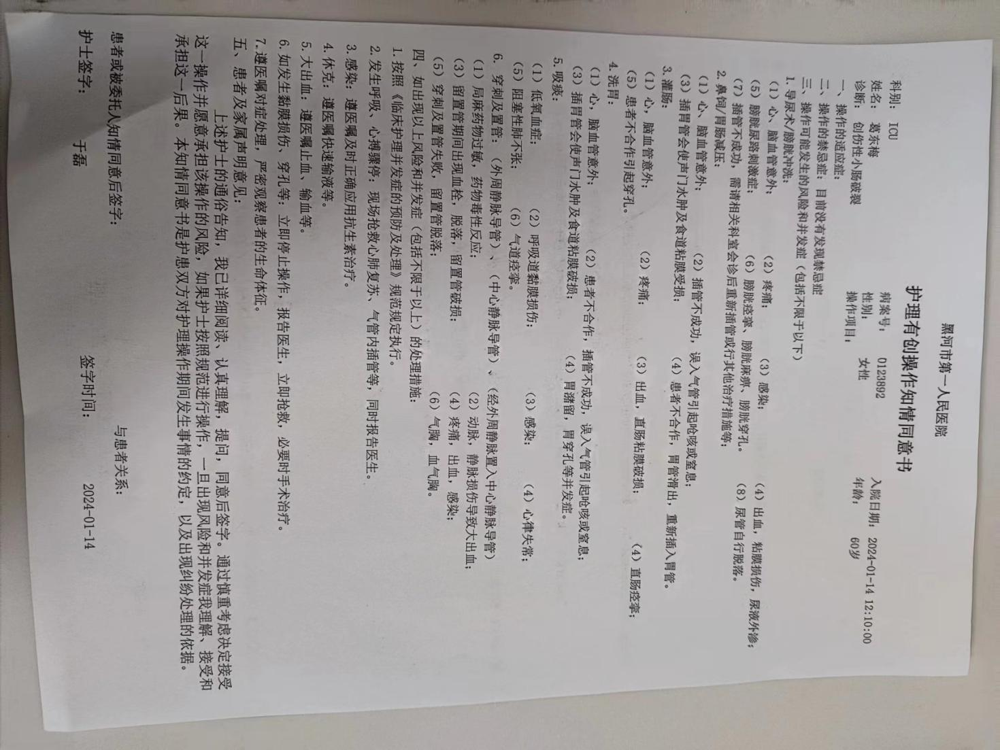 黑河市第一人民医院
护理有创操作知情同意书
科别： ICU 病案号： 0123892 入院日期： 2024-01-14 12:10:00
姓名： 葛东梅 性别： 女性 年龄： 60岁
诊断： 创伤性小肠破裂 操作项目：
一、操作的适应症：
二、操作的禁忌症：目前没有发现禁忌症
三、操作可能发生的风险和并发症（包括不限于以下）
1.导尿术/膀胱冲洗：
（1）心、脑血管意外； （2）疼痛； （3）感染； （4）出血，粘膜损伤，尿液外渗；
（5）膀胱尿路刺激症； （6）膀胱痉挛、膀胱麻痹、膀胱穿孔。 （8）尿管自行脱落。
（7）插管不成功，需请相关科室会诊后重新插管或行其他治疗措施等；
2.鼻饲/胃肠减压：
（1）心、脑血管意外； （2）插管不成功，误入气管引起呛咳或窒息；
（3）插胃管会使声门水肿及食道粘膜受损； （4）患者不合作，胃管滑出，重新插入胃管。
3.灌肠：
（1）心，脑血管意外； （2）疼痛； （3）出血，直肠粘膜破损； （4）直肠痉挛；
（5）患者不合作引起穿孔。
4.洗胃：
（1）心，脑血管意外； （2）患者不合作，插管不成功，误入气管引起呛咳或窒息；
（3）插胃管会使声门水肿及食道粘膜破损； （4）胃潴留，胃穿孔等并发症。
5.吸痰：
（1）低氧血症； （2）呼吸道黏膜损伤； （3）感染； （4）心律失常；
（5）阻塞性肺不张； （6）气道痉挛。
6. 穿刺及置管：（外周静脉导管）、（中心静脉导管）、（经外周静脉置入中心静脉导管）
（1）局麻药物过敏，药物毒性反应； （2）动脉，静脉损伤导致大出血；
（3）留置管期间出现血栓，脱落，留置管破损； （4）疼痛，出血，感染；
（5）穿刺及置管失败，留置管脱落； （6）气胸，血气胸。
四、如出现以上风险和并发症（包括不限于以上）的处理措施：
1.按照《临床护理并发症的预防及处理》规范规定执行。
2.发生呼吸、心搏骤停：现场抢救心肺复苏、气管内插管等，同时报告医生。
3.感染：遵医嘱及时正确应用抗生素治疗。
4.休克：遵医嘱快速输液等。
5.大出血：遵医嘱止血、输血等。
6.如发生黏膜损伤、穿孔等：立即停止操作，报告医生，立即抢救，必要时手术治疗。
7.遵医嘱对症处理，严密观察患者的生命体征。
五、患者及家属声明意见：
上述护士的通俗告知，我已详细阅读、认真理解，提问，同意后签字。通过慎重考虑决定接受
这一操作并愿意承担该操作的风险，如果护士按照规范进行操作，一旦出现风险和并发症我理解、接受和
承担这一后果。本知情同意书是护患双方对护理操作期间发生事情的约定，以及出现纠纷处理的依据。
患者或被委托人知情同意后签字： 与患者关系：
护士签字： 于磊 签字时间： 2024-01-14